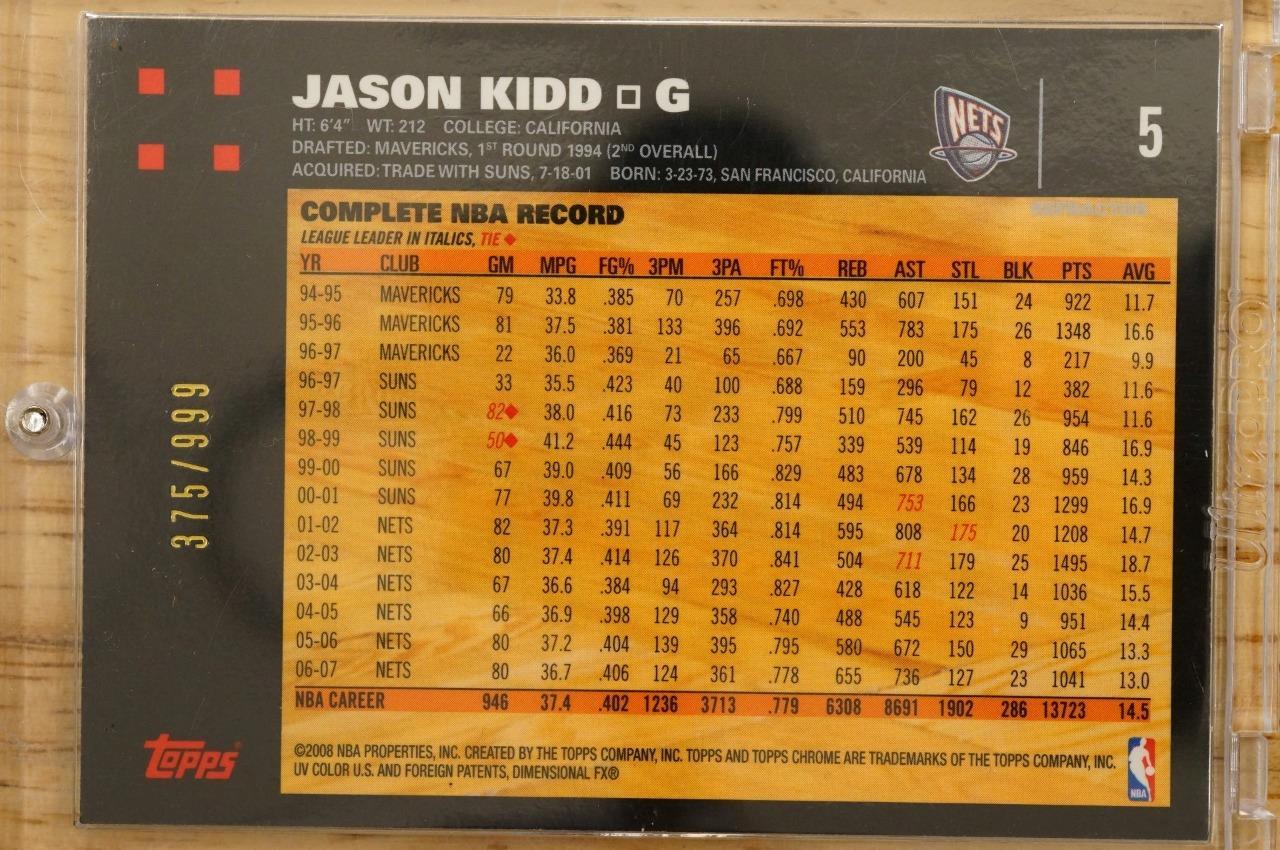 JASON KIDD □ G
HT: 6'4" WT: 212 COLLEGE: CALIFORNIA
DRAFTED: MAVERICKS, 1ST ROUND 1994 (2ND OVERALL)
ACQUIRED: TRADE WITH SUNS, 7-18-01 BORN: 3-23-73, SAN FRANCISCO, CALIFORNIA
NETS
5
COMPLETE NBA RECORD
LEAGUE LEADER IN ITALICS, TIE ◆
YR CLUB GM MPG FG% 3PM 3PA FT% REB AST STL BLK PTS AVG
94-95 MAVERICKS 79 33.8 .385 70 257 .698 430 607 151 24 922 11.7
95-96 MAVERICKS 81 37.5 .381 133 396 .692 553 783 175 26 1348 16.6
96-97 MAVERICKS 22 36.0 .369 21 65 .667 90 200 45 8 217 9.9
96-97 SUNS 33 35.5 .423 40 100 .688 159 296 79 12 382 11.6
97-98 SUNS 82◆ 38.0 .416 73 233 .799 510 745 162 26 954 11.6
98-99 SUNS 50◆ 41.2 .444 45 123 .757 339 539 114 19 846 16.9
99-00 SUNS 67 39.0 .409 56 166 .829 483 678 134 28 959 14.3
00-01 SUNS 77 39.8 .411 69 232 .814 494 753 166 23 1299 16.9
01-02 NETS 82 37.3 .391 117 364 .814 595 808 175 20 1208 14.7
02-03 NETS 80 37.4 .414 126 370 .841 504 711 179 25 1495 18.7
03-04 NETS 67 36.6 .384 94 293 .827 428 618 122 14 1036 15.5
04-05 NETS 66 36.9 .398 129 358 .740 488 545 123 9 951 14.4
05-06 NETS 80 37.2 .404 139 395 .795 580 672 150 29 1065 13.3
06-07 NETS 80 36.7 .406 124 361 .778 655 736 127 23 1041 13.0
NBA CAREER 946 37.4 .402 1236 3713 .779 6308 8691 1902 286 13723 14.5
375/999
topps
©2008 NBA PROPERTIES, INC. CREATED BY THE TOPPS COMPANY, INC. TOPPS AND TOPPS CHROME ARE TRADEMARKS OF THE TOPPS COMPANY, INC.
UV COLOR U.S. AND FOREIGN PATENTS, DIMENSIONAL FX®
NBA
Ultra·PRO